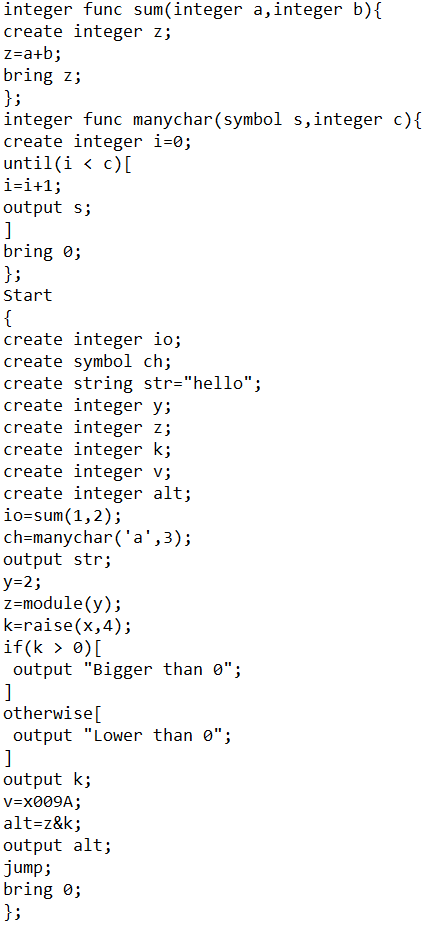 integer func sum(integer a,integer b){
create integer z;
z=a+b;
bring z;
};
integer func manychar(symbol s,integer c){
create integer i=0;
until(i < c)[
i=i+1;
output s;
]
bring 0;
};
Start
{
create integer io;
create symbol ch;
create string str="hello";
create integer y;
create integer z;
create integer k;
create integer v;
create integer alt;
io=sum(1,2);
ch=manychar('a',3);
output str;
y=2;
z=module(y);
k=raise(x,4);
if(k > 0)[
 output "Bigger than 0";
]
otherwise[
 output "Lower than 0";
]
output k;
v=x009A;
alt=z&k;
output alt;
jump;
bring 0;
};